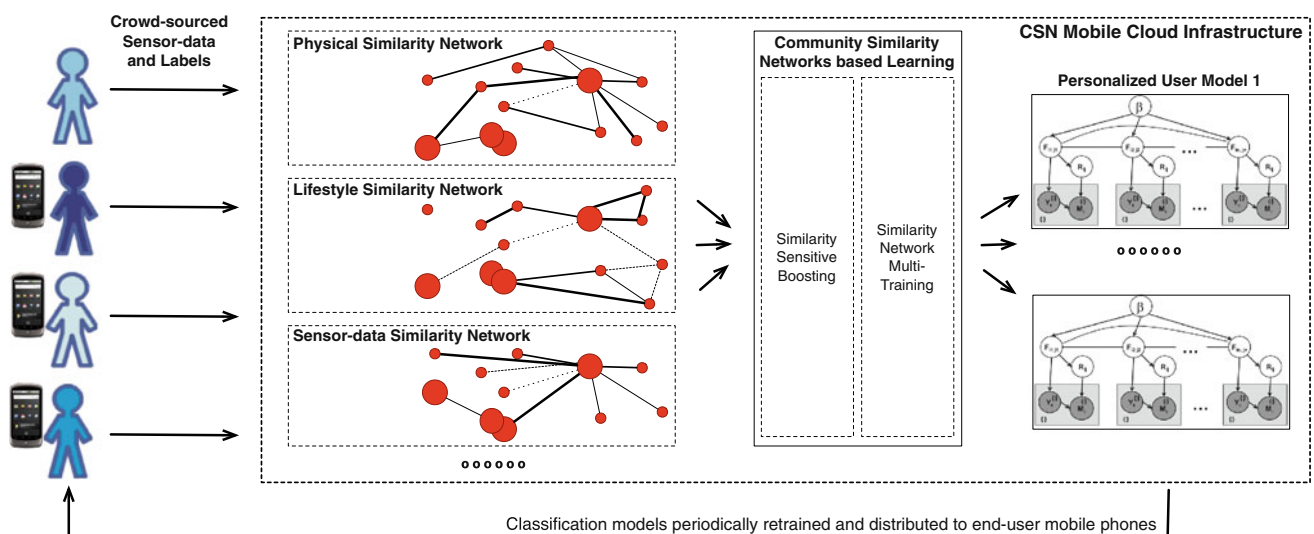 Crowd-sourced
Sensor-data
and Labels
Physical Similarity Network
Lifestyle Similarity Network
Sensor-data Similarity Network
o o o o o o
Community Similarity
Networks based Learning
Similarity
Sensitive
Boosting
Similarity
Network
Multi-
Training
CSN Mobile Cloud Infrastructure
Personalized User Model 1
β
...
...
o o o o o o
β
...
...
Classification models periodically retrained and distributed to end-user mobile phones